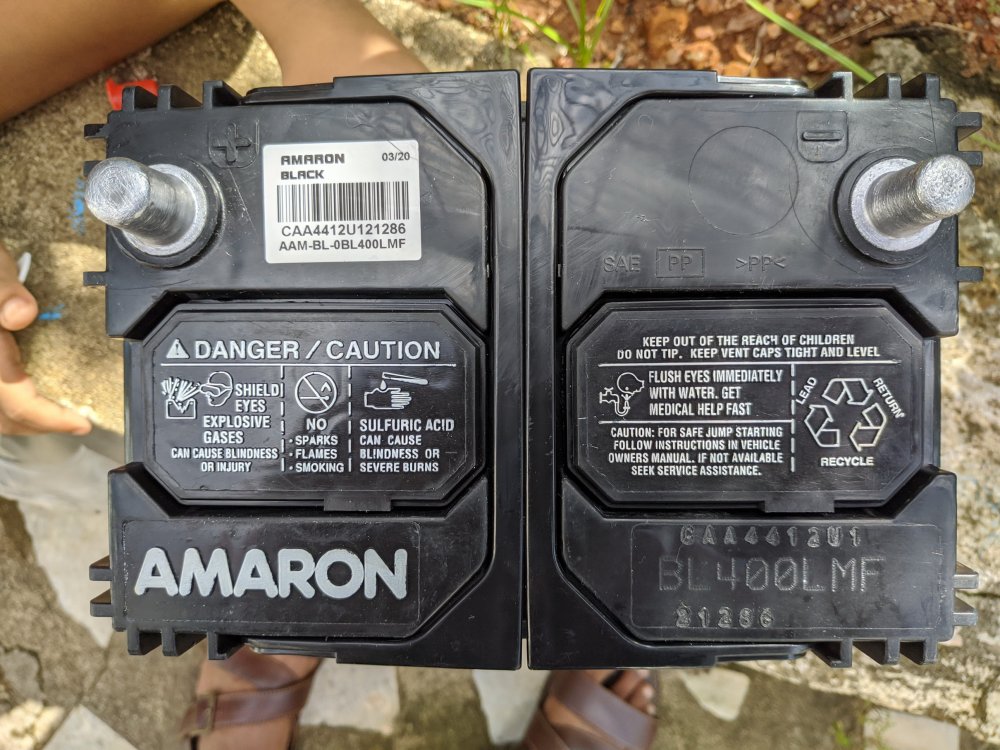 AMARON 03/20
BLACK
CAA4412U121286
AAM-BL-0BL400LMF
SAE PP >PP<
⚠ DANGER / CAUTION
SHIELD
EYES
EXPLOSIVE
GASES
CAN CAUSE BLINDNESS
OR INJURY
NO
• SPARKS
• FLAMES
• SMOKING
SULFURIC ACID
CAN CAUSE
BLINDNESS OR
SEVERE BURNS
KEEP OUT OF THE REACH OF CHILDREN
DO NOT TIP. KEEP VENT CAPS TIGHT AND LEVEL
FLUSH EYES IMMEDIATELY
WITH WATER. GET
MEDICAL HELP FAST
CAUTION: FOR SAFE JUMP STARTING
FOLLOW INSTRUCTIONS IN VEHICLE
OWNERS MANUAL. IF NOT AVAILABLE
SEEK SERVICE ASSISTANCE.
LEAD
RETURN
RECYCLE
AMARON
CAA4412U1
BL400LMF
21286